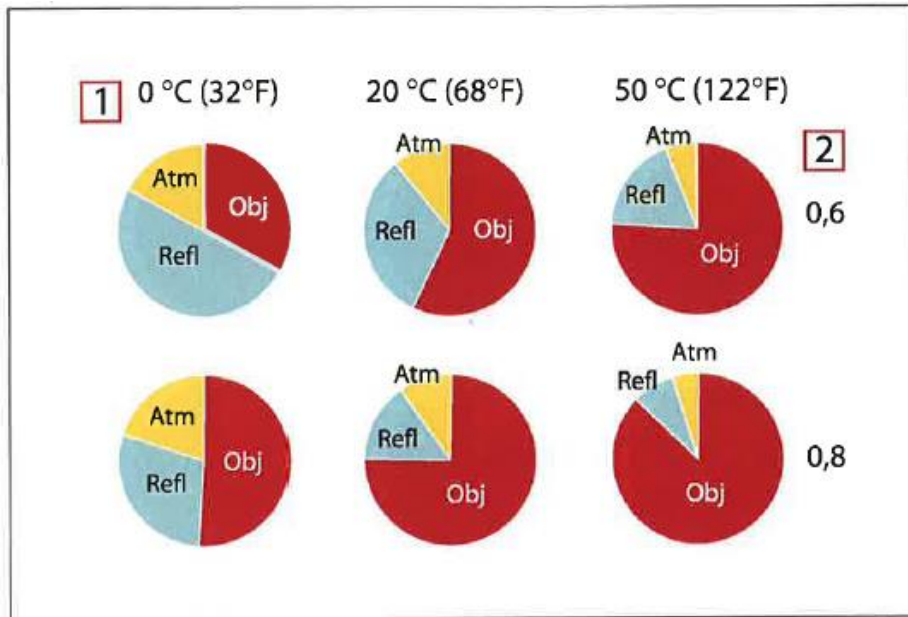 1 0 °C (32°F) 20 °C (68°F) 50 °C (122°F)
2
0,6
Atm Obj Refl
Atm Refl Obj
Atm Refl Obj
0,8
Atm Obj Refl
Atm Refl Obj
Atm Refl Obj